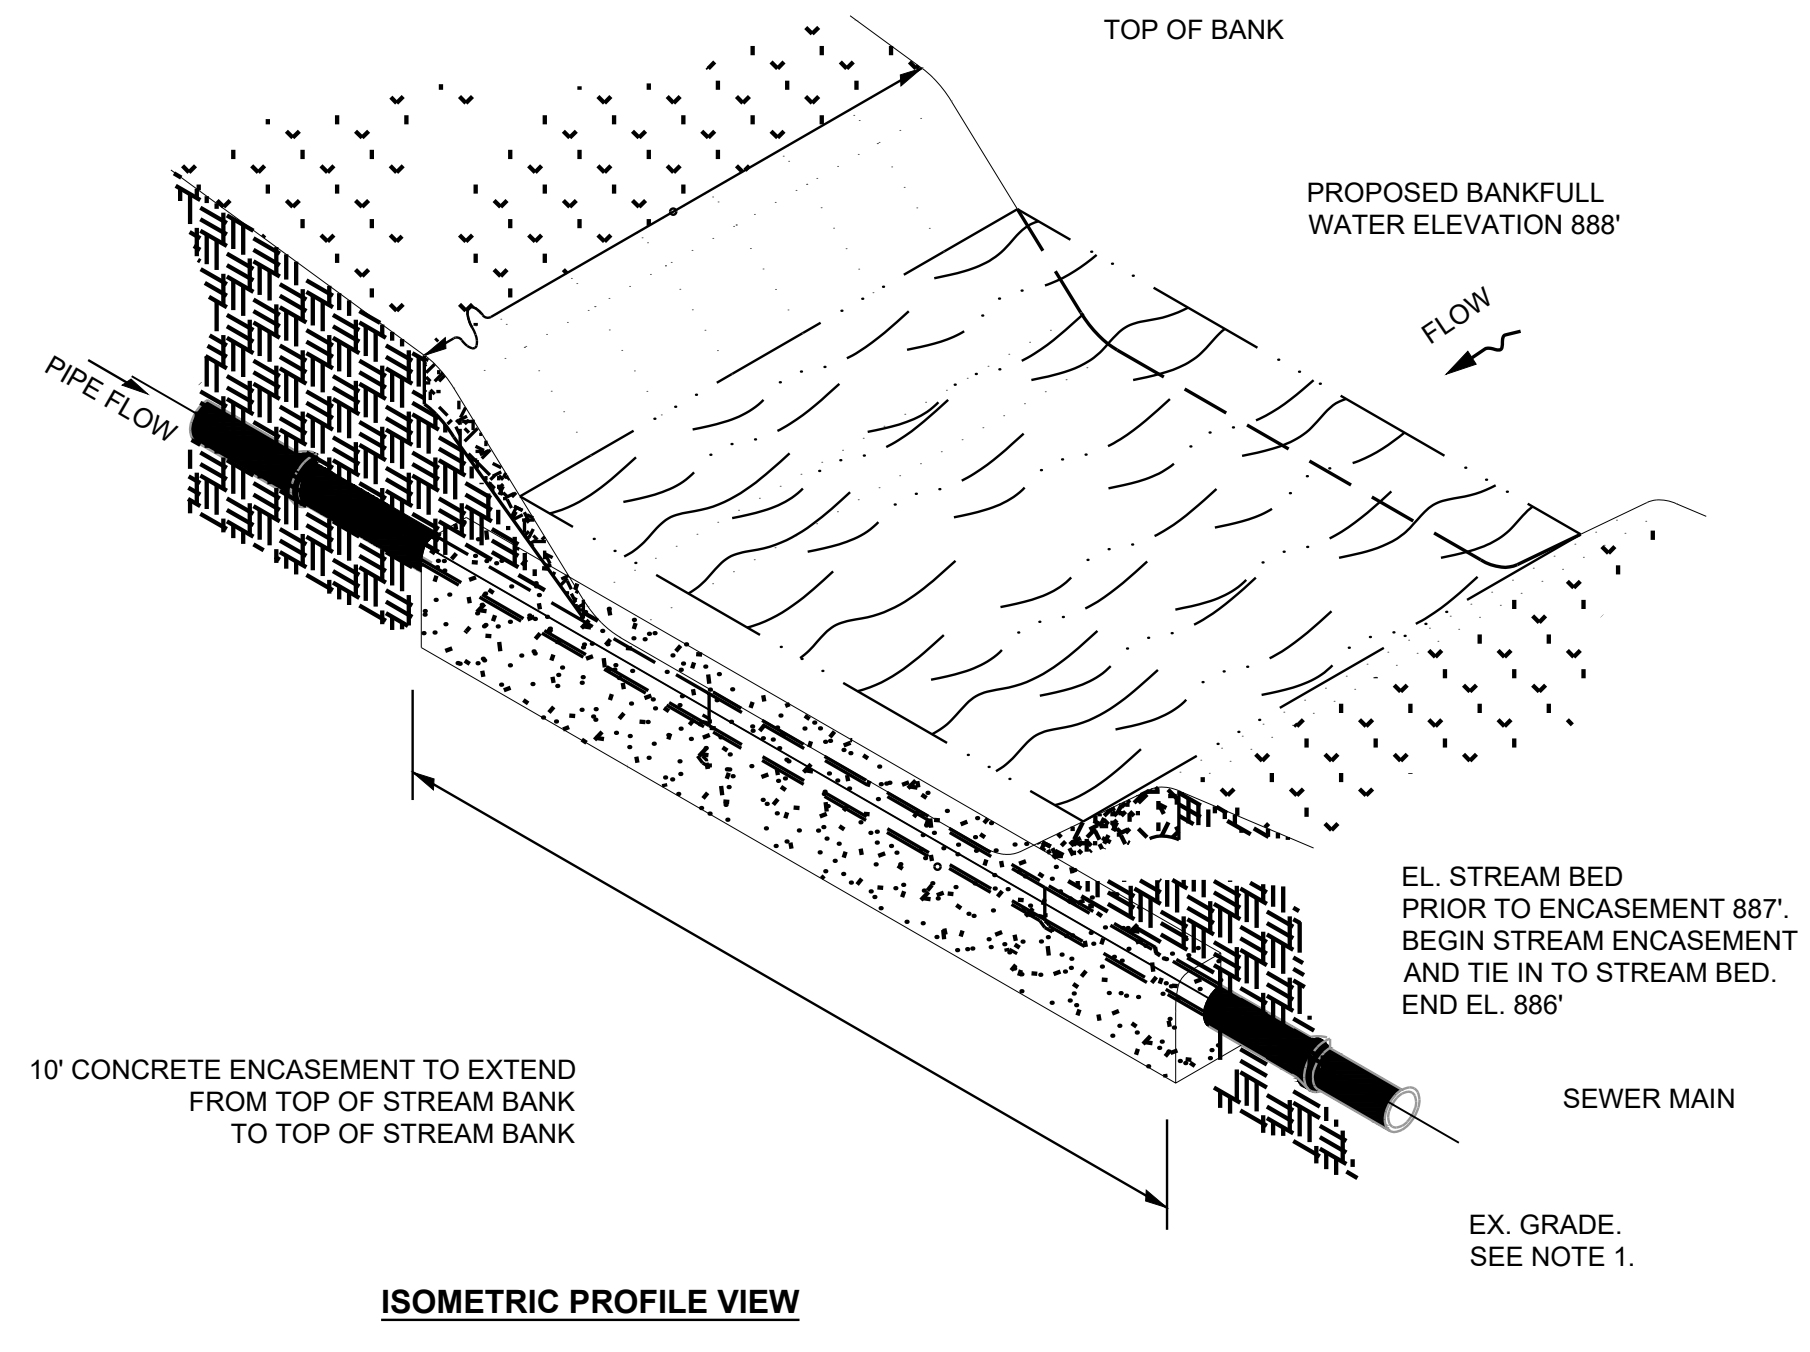 TOP OF BANK
PROPOSED BANKFULL
WATER ELEVATION 888'
FLOW
PIPE FLOW
EL. STREAM BED
PRIOR TO ENCASEMENT 887'.
BEGIN STREAM ENCASEMENT
AND TIE IN TO STREAM BED.
END EL. 886'
10' CONCRETE ENCASEMENT TO EXTEND
FROM TOP OF STREAM BANK
TO TOP OF STREAM BANK
SEWER MAIN
EX. GRADE.
SEE NOTE 1.
ISOMETRIC PROFILE VIEW